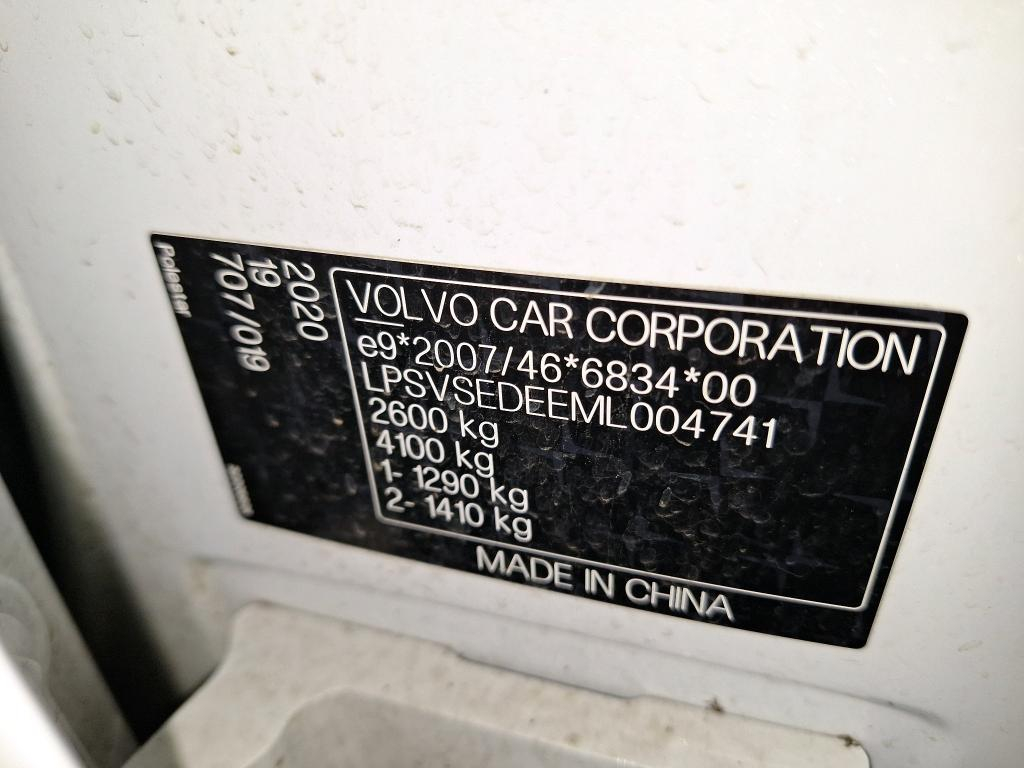 VOLVO CAR CORPORATION
e9*2007/46*6834*00
LPSVSEDEEML004741
2600 kg
4100 kg
1- 1290 kg
2- 1410 kg
MADE IN CHINA
2020
19
707/019
Polestar